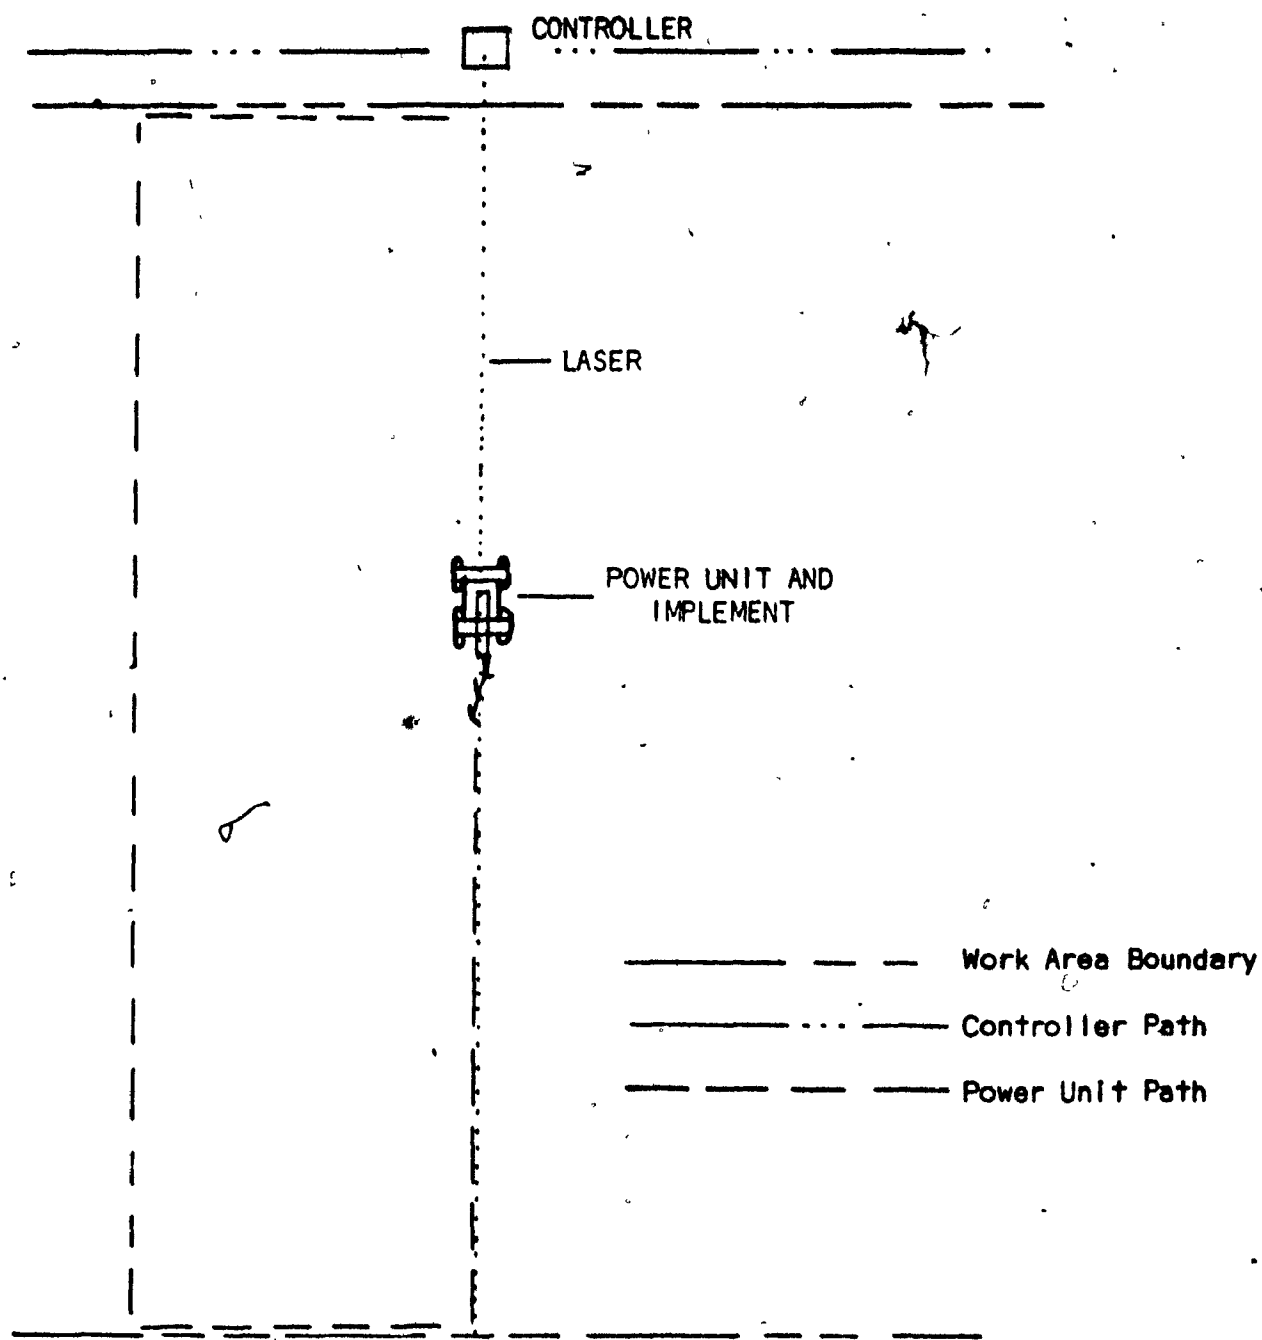 CONTROLLER
LASER
POWER UNIT AND
IMPLEMENT
Work Area Boundary
Controller Path
Power Unit Path